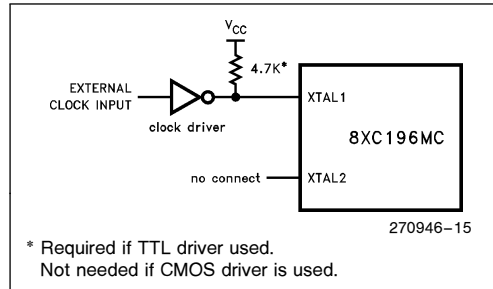 VCC
4.7K*
EXTERNAL
CLOCK INPUT
clock driver
XTAL1
8XC196MC
no connect
XTAL2
270946-15
* Required if TTL driver used.
Not needed if CMOS driver is used.